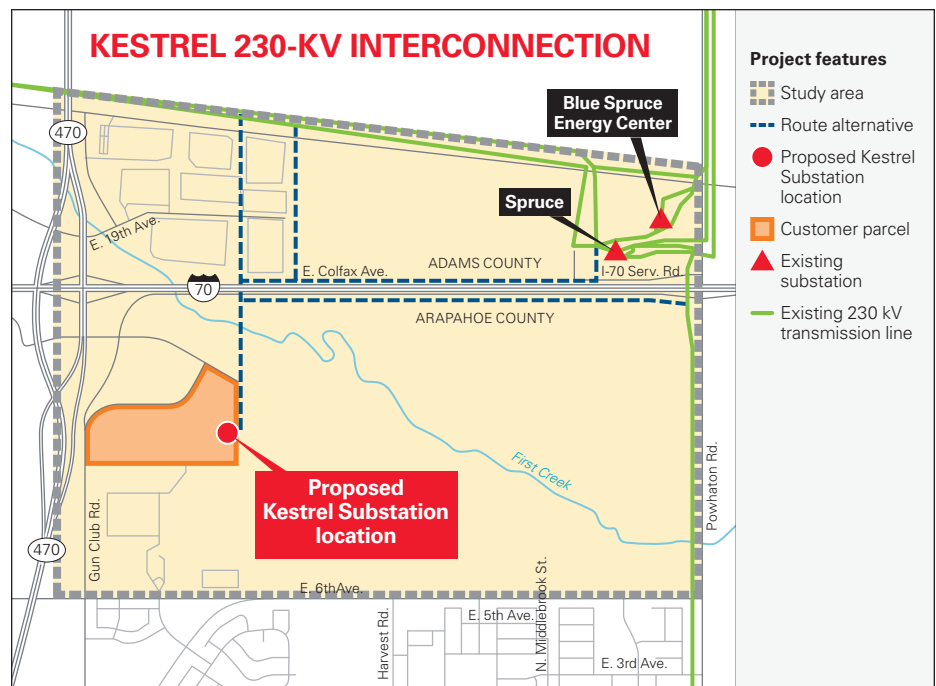 KESTREL 230-KV INTERCONNECTION
470
Blue Spruce
Energy Center
Spruce
E. 19th Ave.
E. Colfax Ave.
ADAMS COUNTY
I-70 Serv. Rd.
70
ARAPAHOE COUNTY
First Creek
Powhaton Rd.
Proposed
Kestrel Substation
location
Gun Club Rd.
470
E. 6thAve.
Harvest Rd.
E. 5th Ave.
N. Middlebrook St.
E. 3rd Ave.
Project features
Study area
Route alternative
Proposed Kestrel
Substation
location
Customer parcel
Existing
substation
Existing 230 kV
transmission line